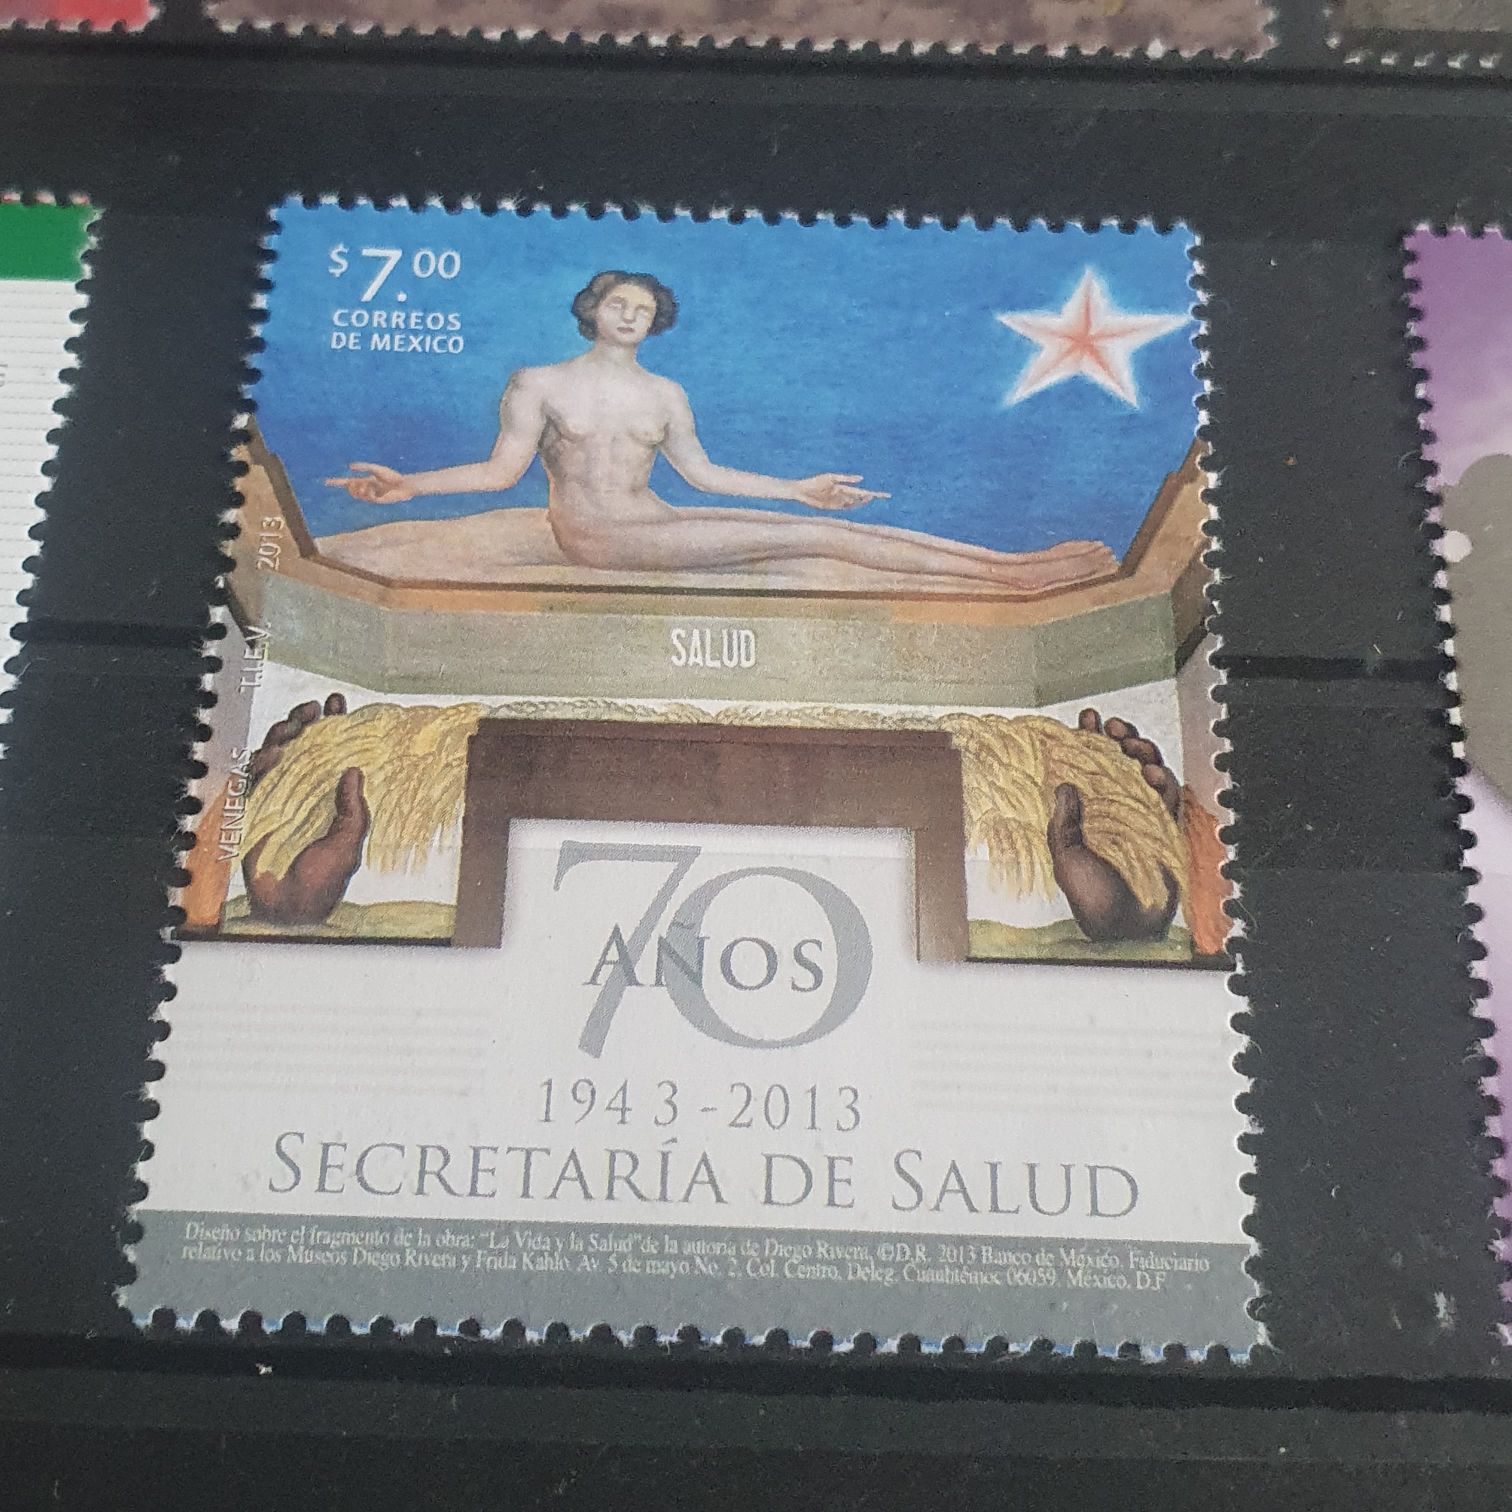 $7.00
CORREOS
DE MEXICO
SALUD
VENEGAS T.I.E.V. 2013
70
AÑOS
1943-2013
SECRETARÍA DE SALUD
Diseño sobre el fragmento de la obra: "La Vida y la Salud" de la autoria de Diego Rivera, ©D.R. 2013 Banco de México, Fiduciario
relativo a los Museos Diego Rivera y Frida Kahlo. Av. 5 de mayo No. 2, Col. Centro, Deleg. Cuauhtémoc 06059, México, D.F